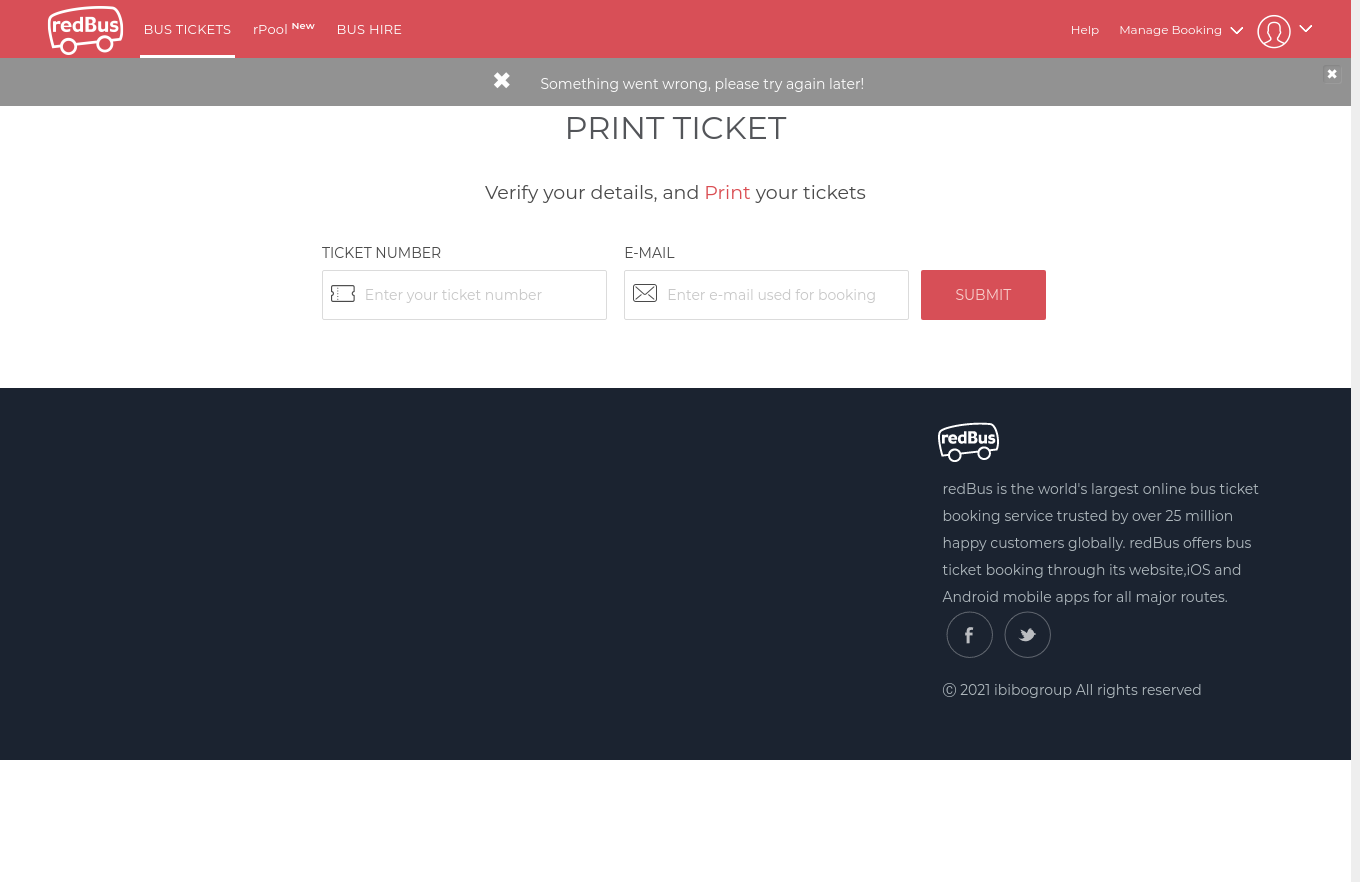 redBus
BUS TICKETS
rPool New
BUS HIRE
Help
Manage Booking
Something went wrong, please try again later!
PRINT TICKET
Verify your details, and Print your tickets
TICKET NUMBER
E-MAIL
Enter your ticket number
Enter e-mail used for booking
SUBMIT
redBus
redBus is the world's largest online bus ticket
booking service trusted by over 25 million
happy customers globally. redBus offers bus
ticket booking through its website,iOS and
Android mobile apps for all major routes.
Ⓒ 2021 ibibogroup All rights reserved